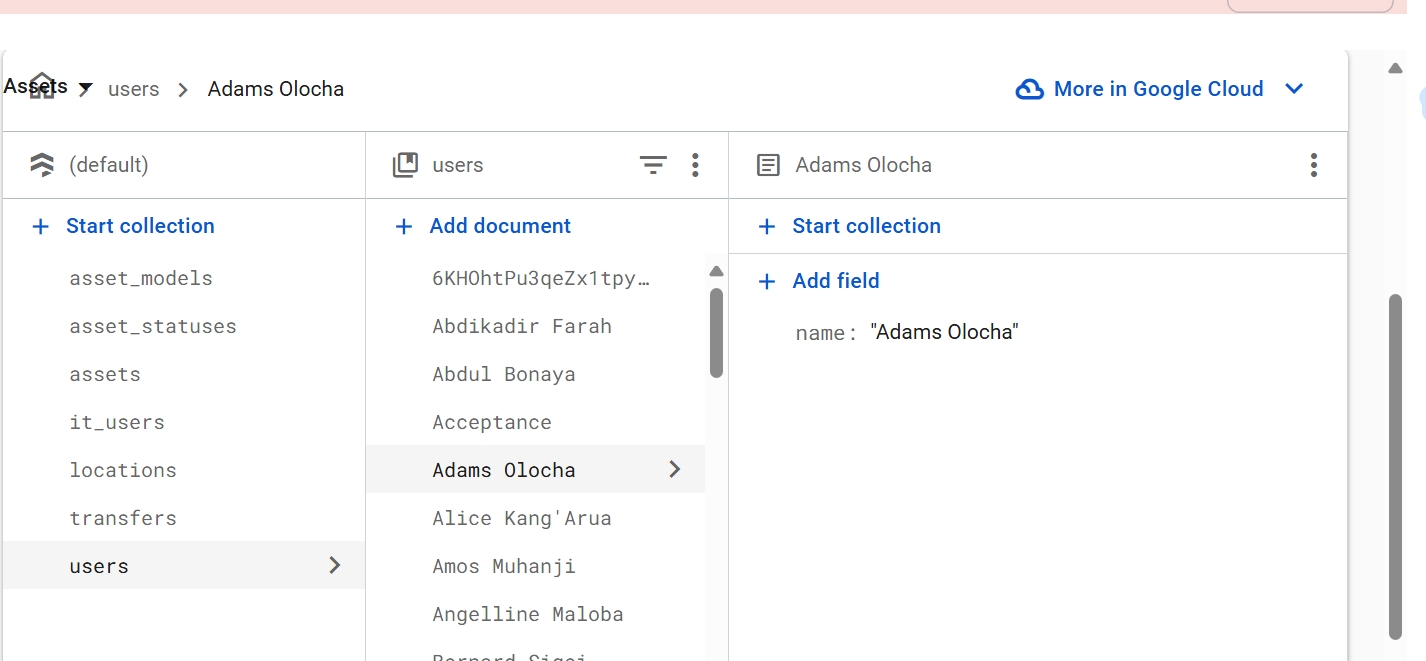 Assets users Adams Olocha More in Google Cloud
(default)
users
Adams Olocha
Start collection
asset_models
asset_statuses
assets
it_users
locations
transfers
users
Add document
6KHOhtPu3qeZx1tpy…
Abdikadir Farah
Abdul Bonaya
Acceptance
Adams Olocha
Alice Kang'Arua
Amos Muhanji
Angelline Maloba
Start collection
Add field
name: "Adams Olocha"